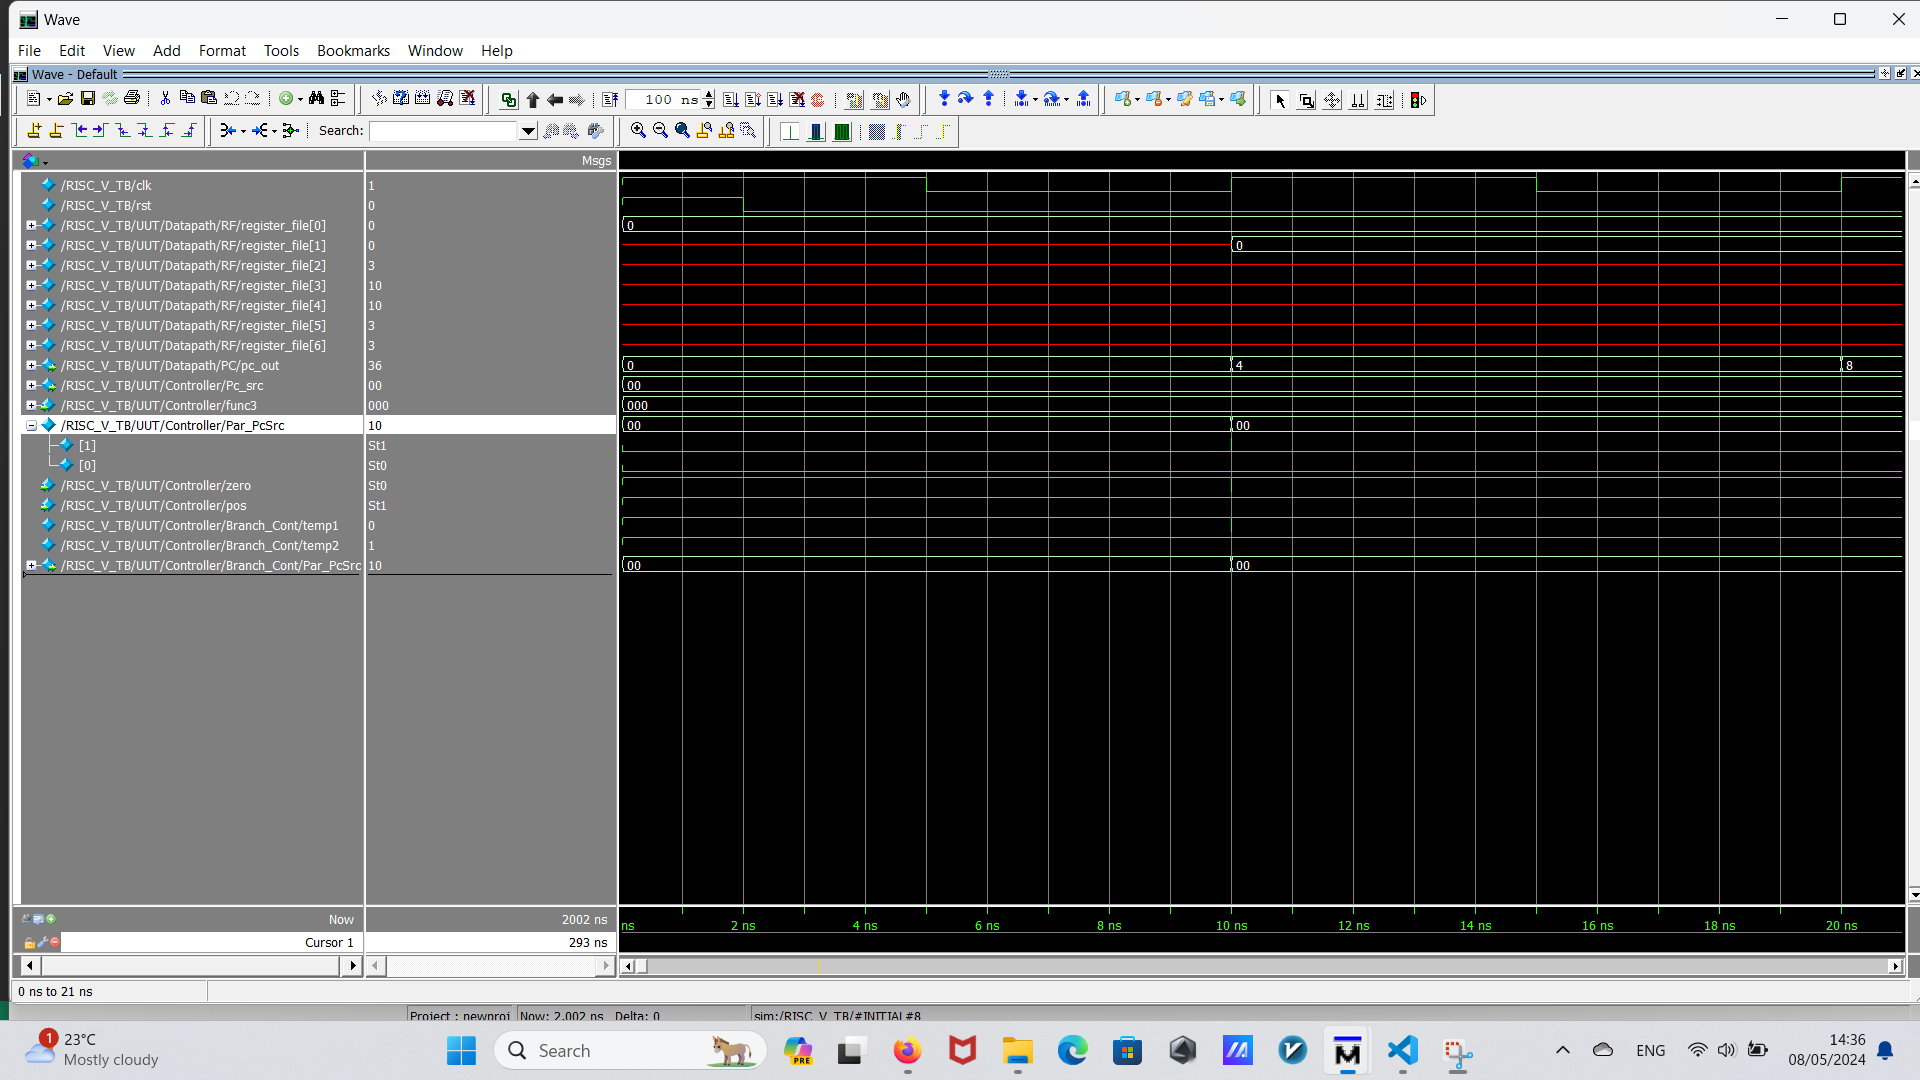 Wave
File Edit View Add Format Tools Bookmarks Window Help
Wave - Default
100 ns
Search:
Msgs
/RISC_V_TB/clk 1
/RISC_V_TB/rst 0
/RISC_V_TB/UUT/Datapath/RF/register_file[0] 0 0
/RISC_V_TB/UUT/Datapath/RF/register_file[1] 0 0
/RISC_V_TB/UUT/Datapath/RF/register_file[2] 3
/RISC_V_TB/UUT/Datapath/RF/register_file[3] 10
/RISC_V_TB/UUT/Datapath/RF/register_file[4] 10
/RISC_V_TB/UUT/Datapath/RF/register_file[5] 3
/RISC_V_TB/UUT/Datapath/RF/register_file[6] 3
/RISC_V_TB/UUT/Datapath/PC/pc_out 36 0 4 8
/RISC_V_TB/UUT/Controller/Pc_src 00 00
/RISC_V_TB/UUT/Controller/func3 000 000
/RISC_V_TB/UUT/Controller/Par_PcSrc 10 00 00
[1] St1
[0] St0
/RISC_V_TB/UUT/Controller/zero St0
/RISC_V_TB/UUT/Controller/pos St1
/RISC_V_TB/UUT/Controller/Branch_Cont/temp1 0
/RISC_V_TB/UUT/Controller/Branch_Cont/temp2 1
/RISC_V_TB/UUT/Controller/Branch_Cont/Par_PcSrc 10 00 00
Now 2002 ns ns 2 ns 4 ns 6 ns 8 ns 10 ns 12 ns 14 ns 16 ns 18 ns 20 ns
Cursor 1 293 ns
0 ns to 21 ns
Project : newproj Now: 2,002 ns Delta: 0 sim:/RISC_V_TB/#INITIAL#8
1 23°C
Mostly cloudy
Search
PRE
ENG
14:36
08/05/2024